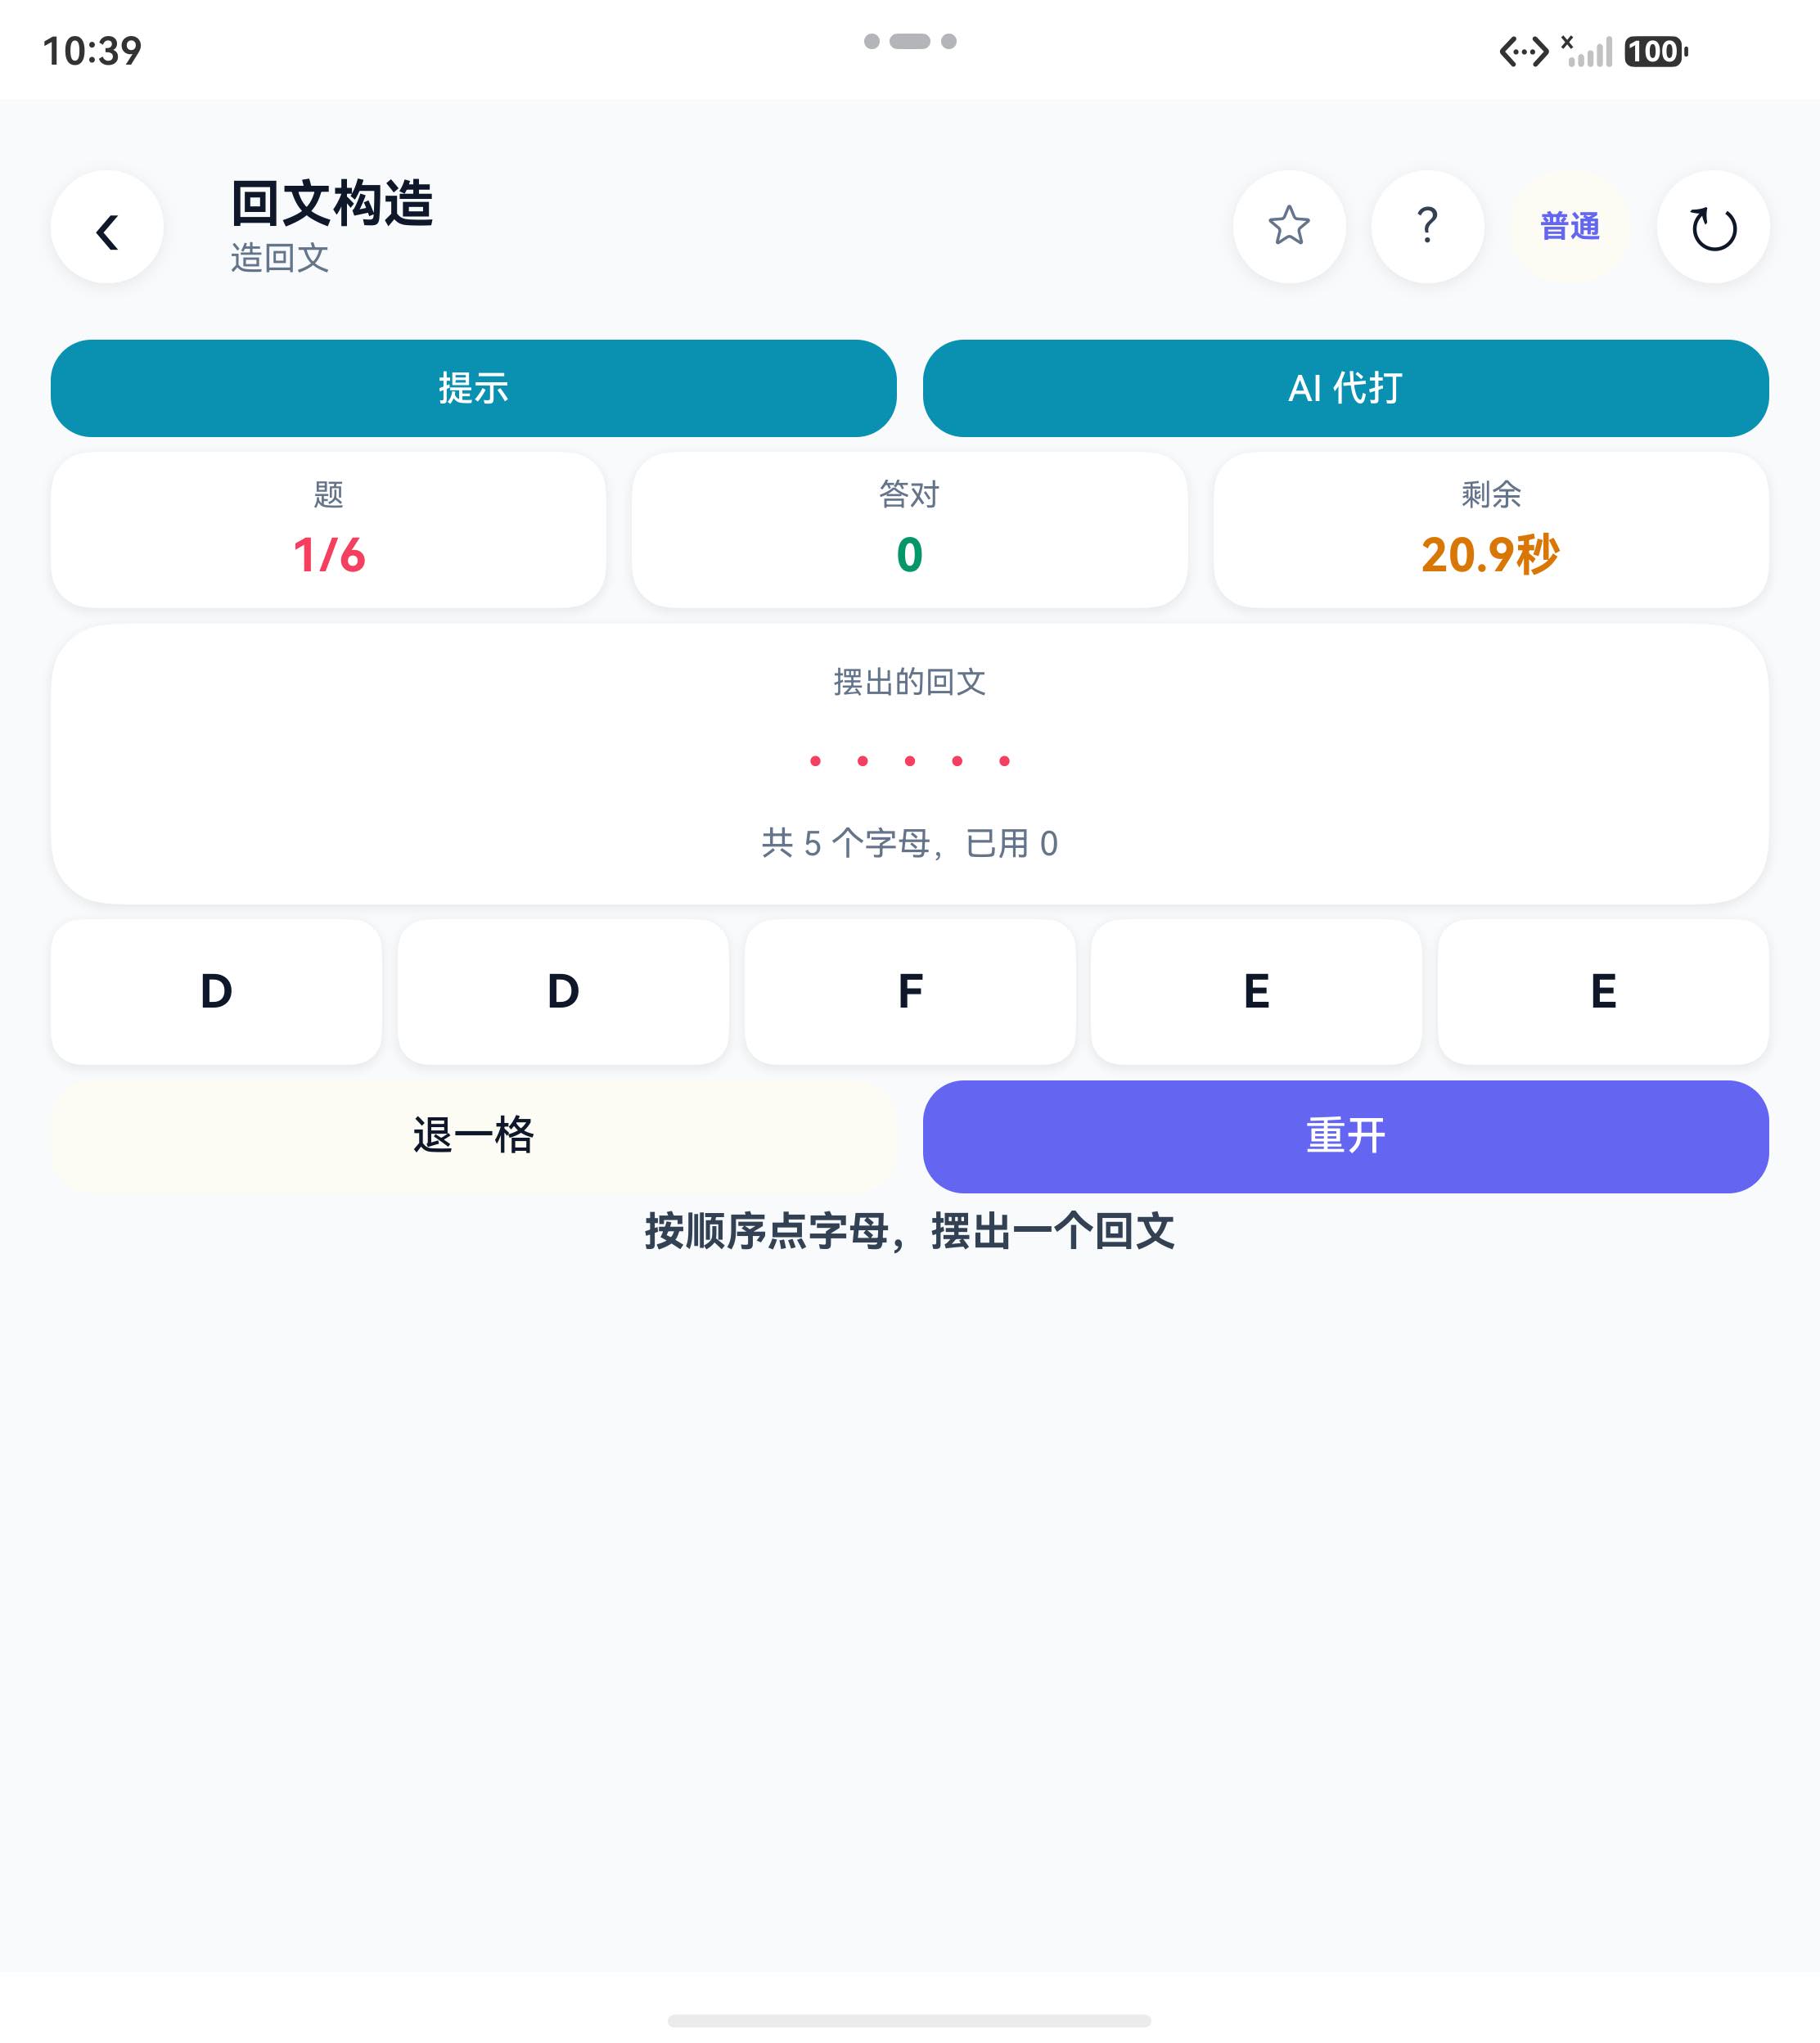 10:39
100
回文构造
造回文
?
普通
提示
AI 代打
题
1/6
答对
0
剩余
20.9秒
摆出的回文
共 5 个字母，已用 0
D D F E E
退一格
重开
按顺序点字母，摆出一个回文